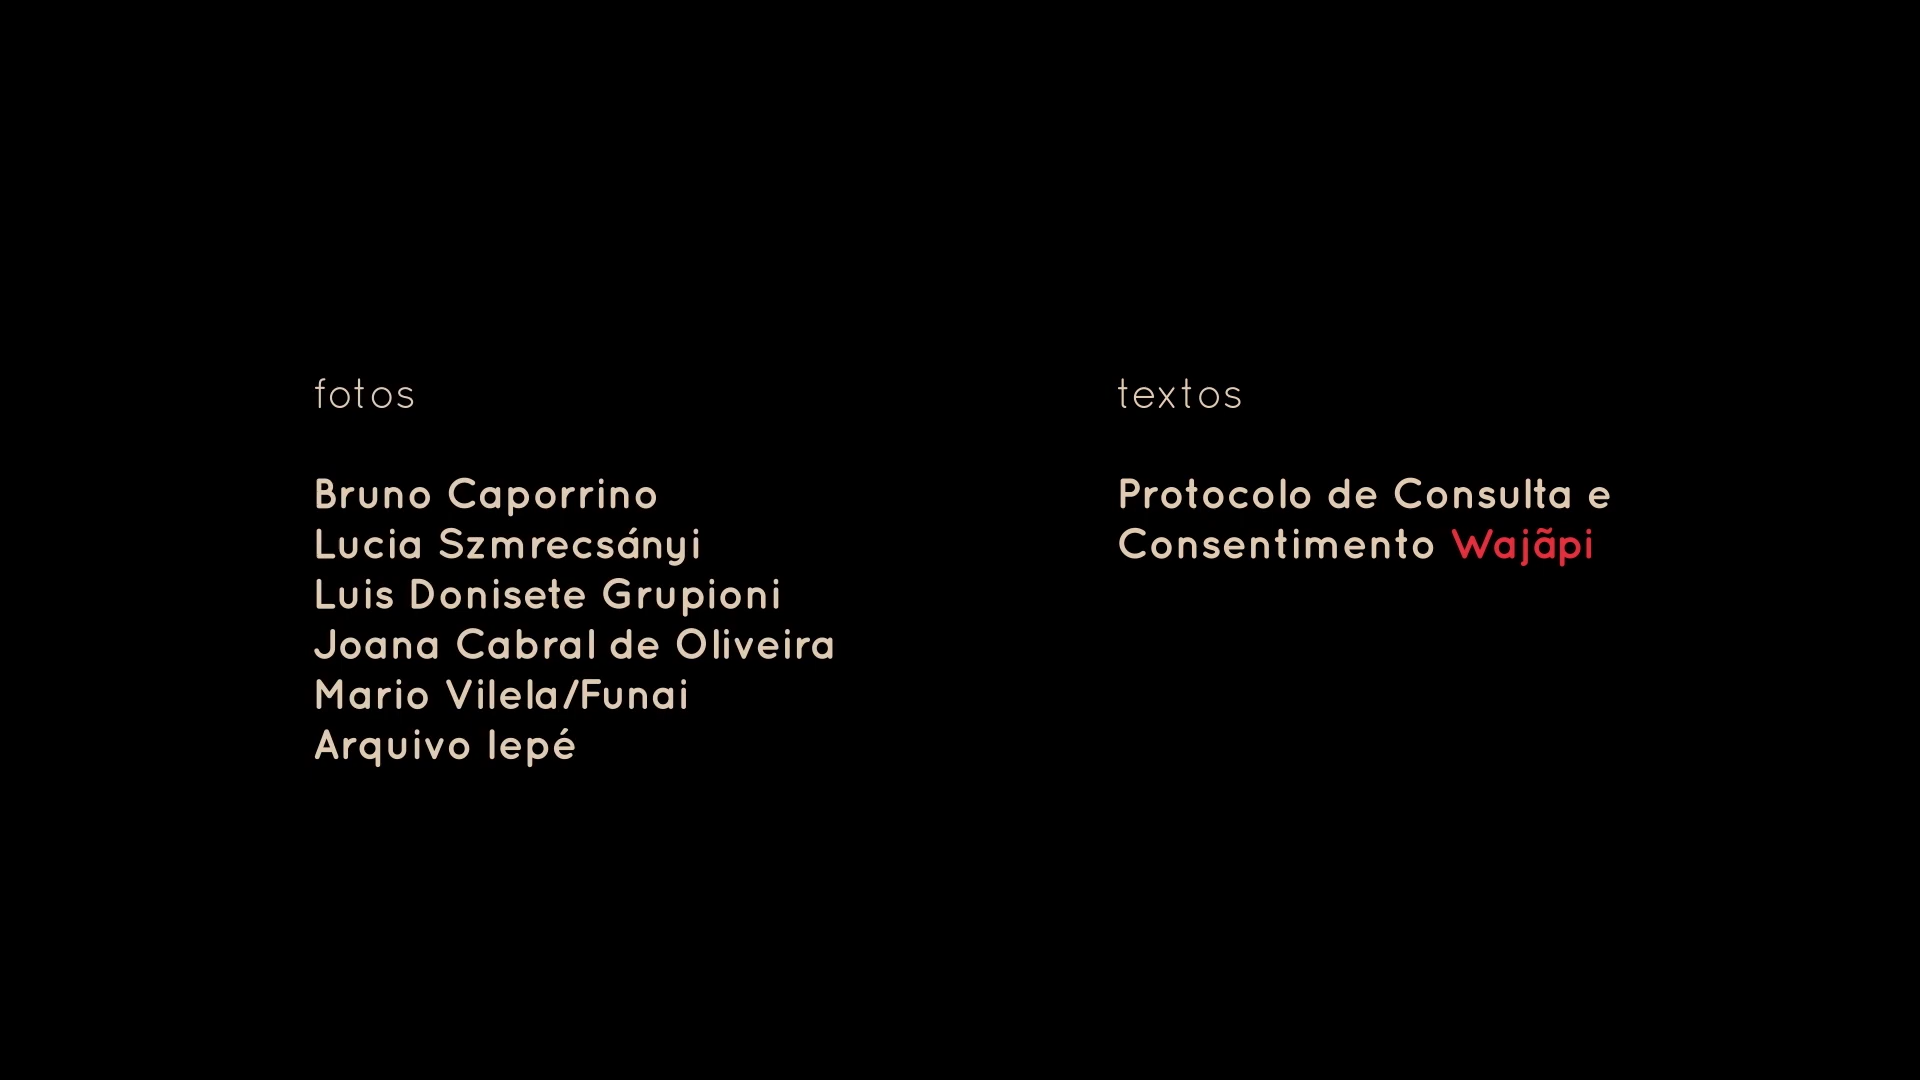 fotos
Bruno Caporrino
Lucia Szmrecsányi
Luis Donisete Grupioni
Joana Cabral de Oliveira
Mario Vilela/Funai
Arquivo Iepé
textos
Protocolo de Consulta e
Consentimento Wajãpi